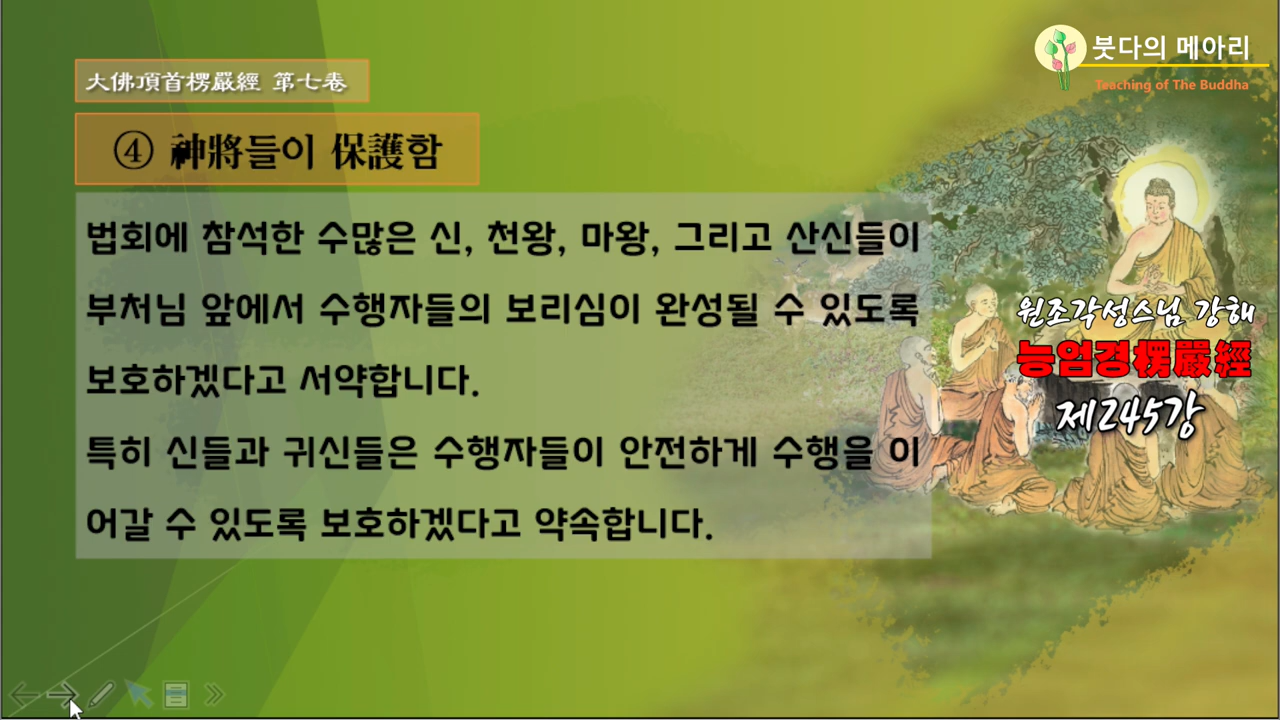 大佛頂首楞嚴經 第七卷
④ 神將들이 保護함
법회에 참석한 수많은 신, 천왕, 마왕, 그리고 산신들이
부처님 앞에서 수행자들의 보리심이 완성될 수 있도록
보호하겠다고 서약합니다.
특히 신들과 귀신들은 수행자들이 안전하게 수행을 이
어갈 수 있도록 보호하겠다고 약속합니다.
붓다의 메아리
Teaching of The Buddha
원조각성스님 강해
능엄경楞嚴經
제245강